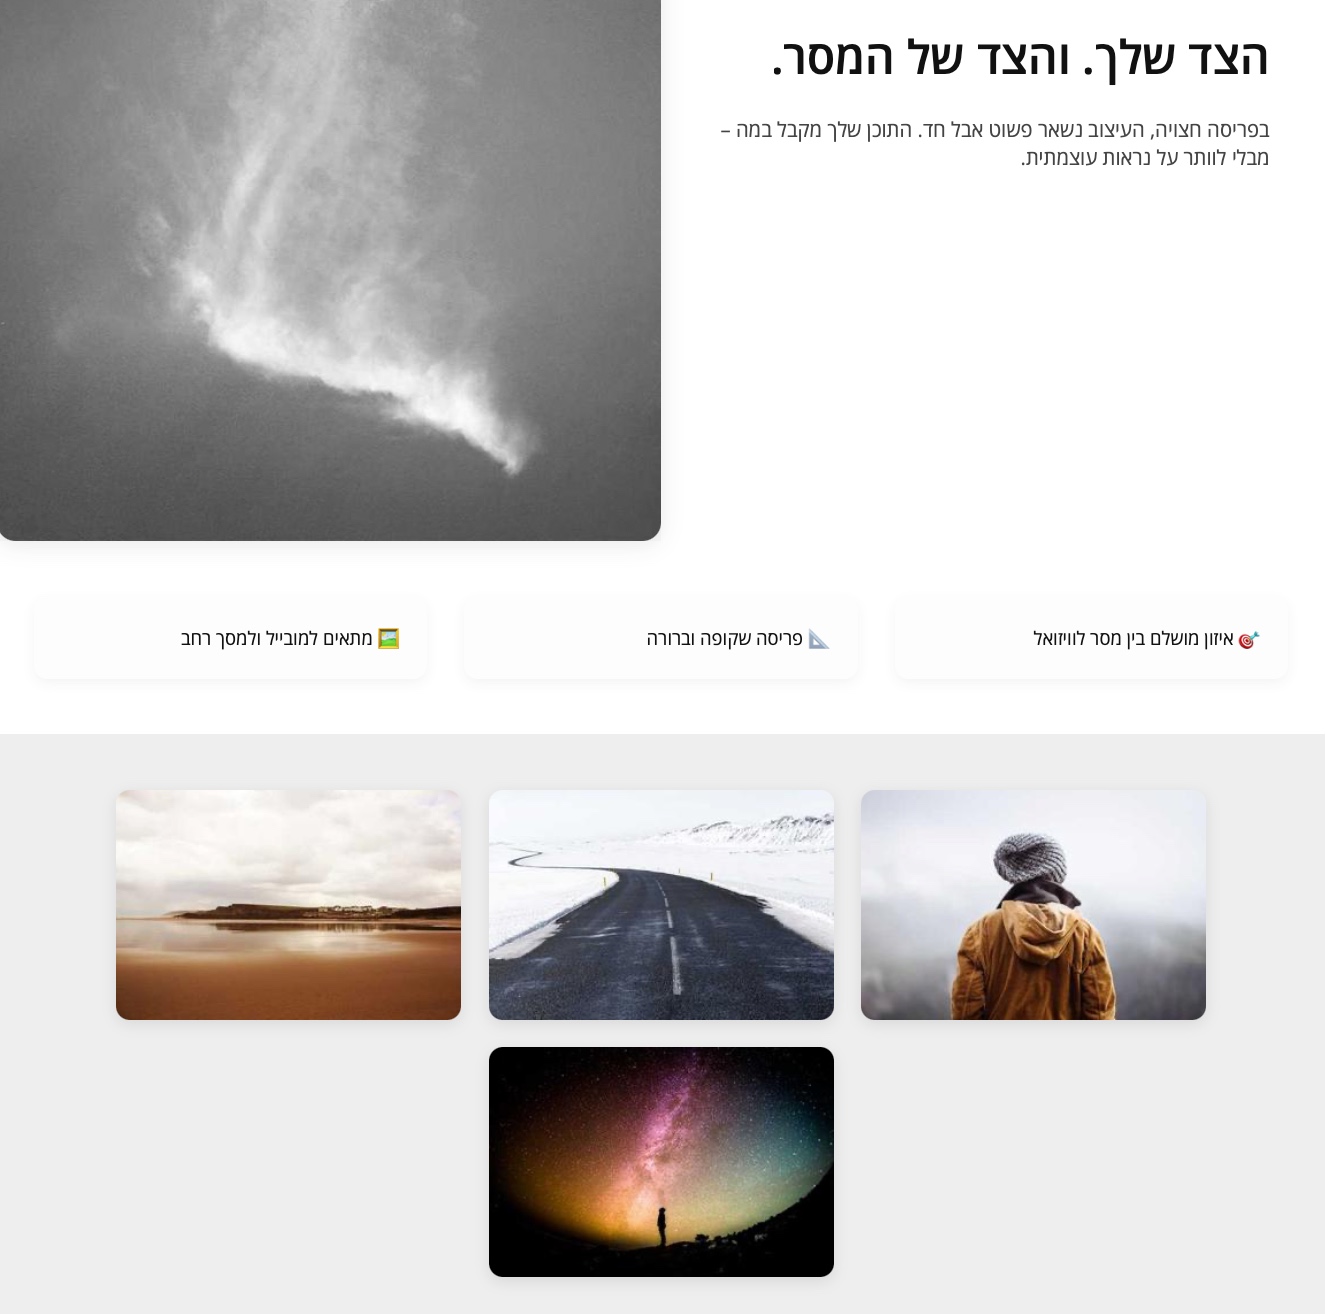 הצד שלך. והצד של המסר.
בפריסה חצויה, העיצוב נשאר פשוט אבל חד. התוכן שלך מקבל במה –
מבלי לוותר על נראות עוצמתית.
🎯 איזון מושלם בין מסר לוויזואל
📐 פריסה שקופה וברורה
🖼️ מתאים למובייל ולמסך רחב